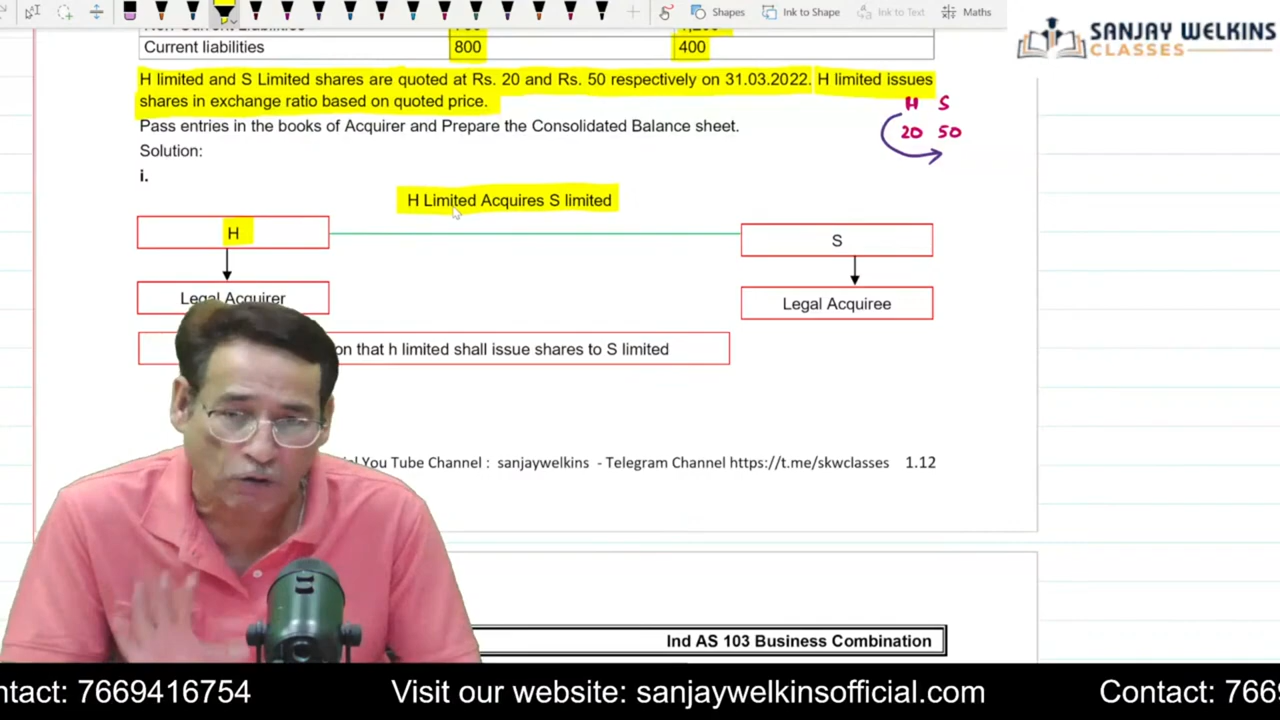 Shapes Ink to Shape Ink to Text Maths
SANJAY WELKINS
CLASSES
Current liabilities 800 400
H limited and S Limited shares are quoted at Rs. 20 and Rs. 50 respectively on 31.03.2022. H limited issues
shares in exchange ratio based on quoted price.
H S
20 50
Pass entries in the books of Acquirer and Prepare the Consolidated Balance sheet.
Solution:
i.
H Limited Acquires S limited
H
S
Legal Acquirer
Legal Acquiree
on that h limited shall issue shares to S limited
You Tube Channel : sanjaywelkins - Telegram Channel https://t.me/skwclasses 1.12
Ind AS 103 Business Combination
ntact: 7669416754 Visit our website: sanjaywelkinsofficial.com Contact: 766